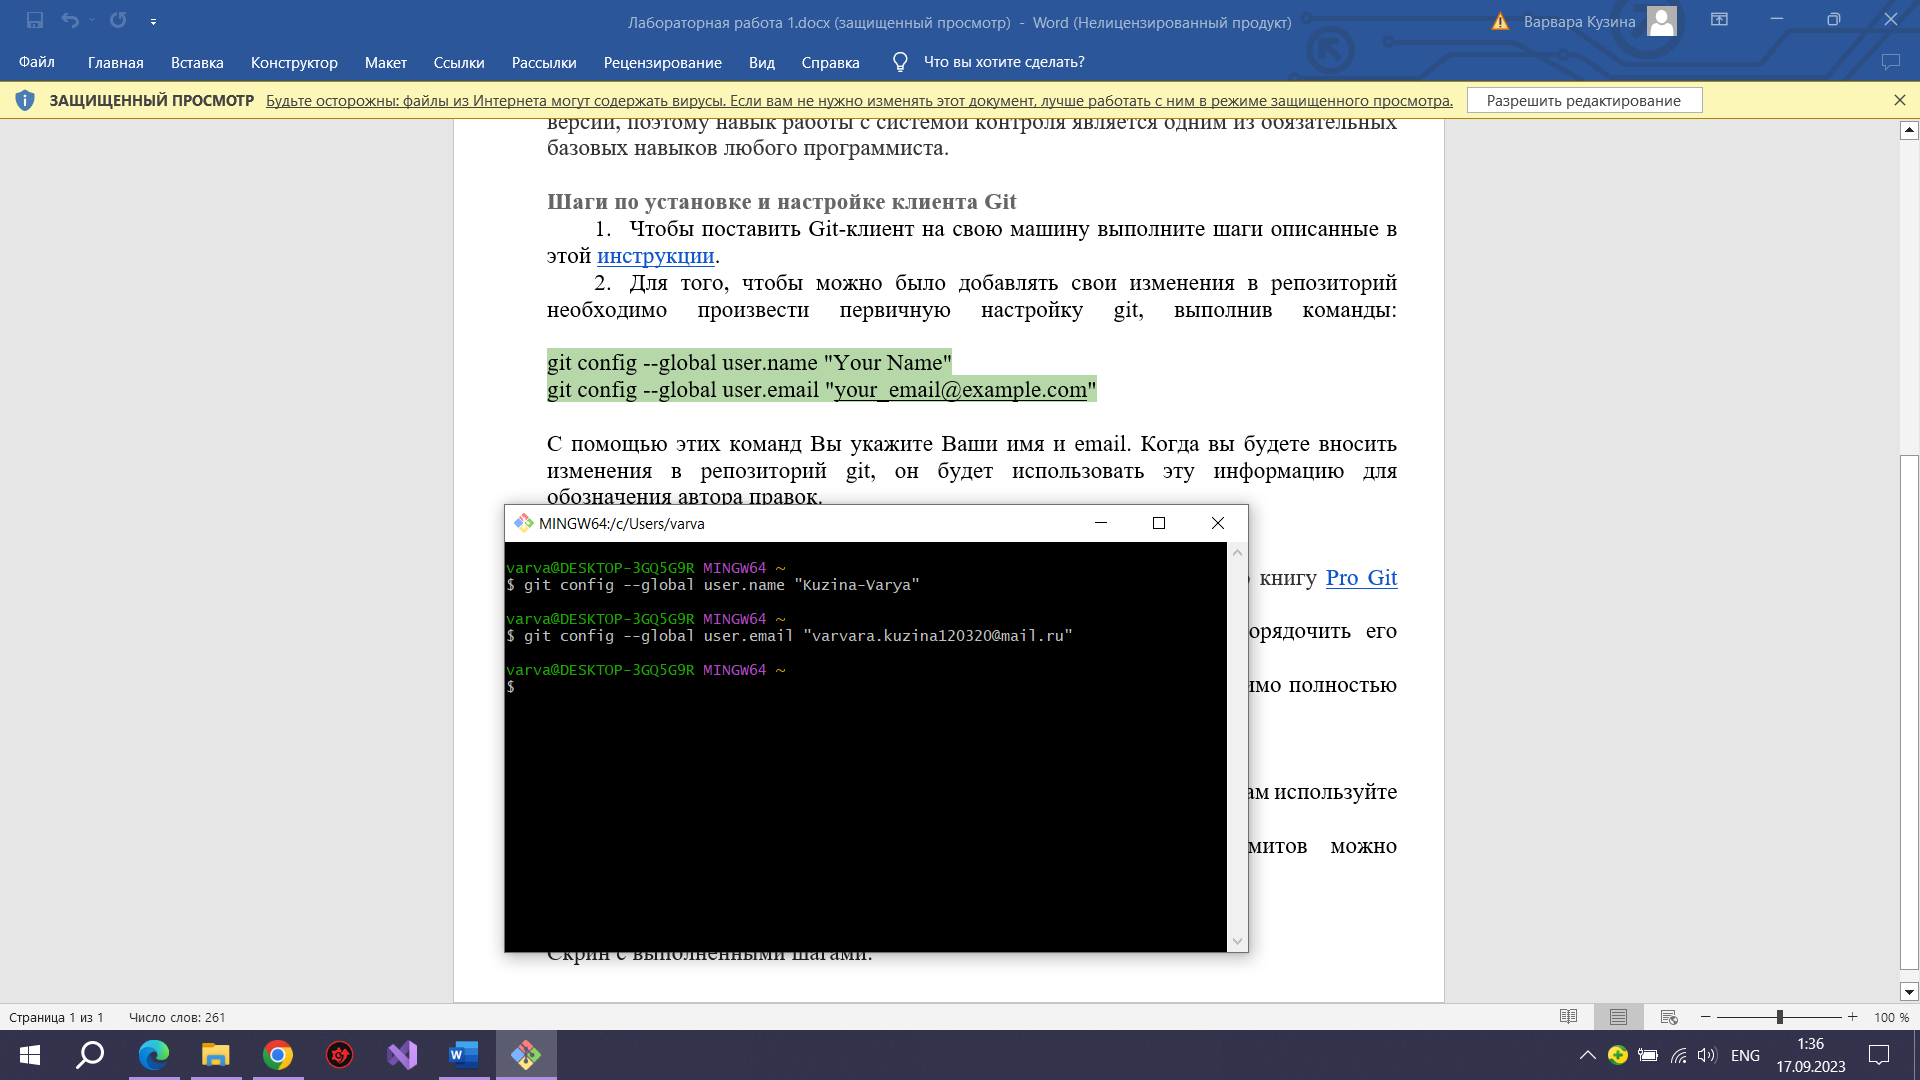 Лабораторная работа 1.docx (защищенный просмотр) - Word (Нелицензированный продукт)
Варвара Кузина
Файл Главная Вставка Конструктор Макет Ссылки Рассылки Рецензирование Вид Справка Что вы хотите сделать?
ЗАЩИЩЕННЫЙ ПРОСМОТР Будьте осторожны: файлы из Интернета могут содержать вирусы. Если вам не нужно изменять этот документ, лучше работать с ним в режиме защищенного просмотра. Разрешить редактирование
версии, поэтому навык работы с системой контроля является одним из обязательных
базовых навыков любого программиста.
Шаги по установке и настройке клиента Git
1. Чтобы поставить Git-клиент на свою машину выполните шаги описанные в
этой инструкции.
2. Для того, чтобы можно было добавлять свои изменения в репозиторий
необходимо произвести первичную настройку git, выполнив команды:
git config --global user.name "Your Name"
git config --global user.email "your_email@example.com"
С помощью этих команд Вы укажите Ваши имя и email. Когда вы будете вносить
изменения в репозиторий git, он будет использовать эту информацию для
обозначения автора правок.
MINGW64:/c/Users/varva
varva@DESKTOP-3GQ5G9R MINGW64 ~
$ git config --global user.name "Kuzina-Varya"
varva@DESKTOP-3GQ5G9R MINGW64 ~
$ git config --global user.email "varvara.kuzina120320@mail.ru"
varva@DESKTOP-3GQ5G9R MINGW64 ~
$
книгу Pro Git
орядочить его
имо полностью
ам используйте
митов можно
Скрин с выполненными шагами.
Страница 1 из 1 Число слов: 261
100 %
ENG
1:36
17.09.2023